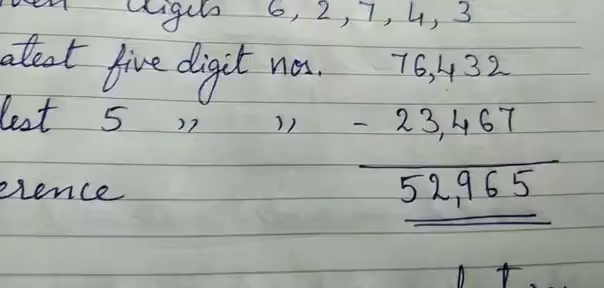 digits 6, 2, 7, 4, 3
atest five digit nos. 76,432
lest 5 " " - 23,467
erence 52,965